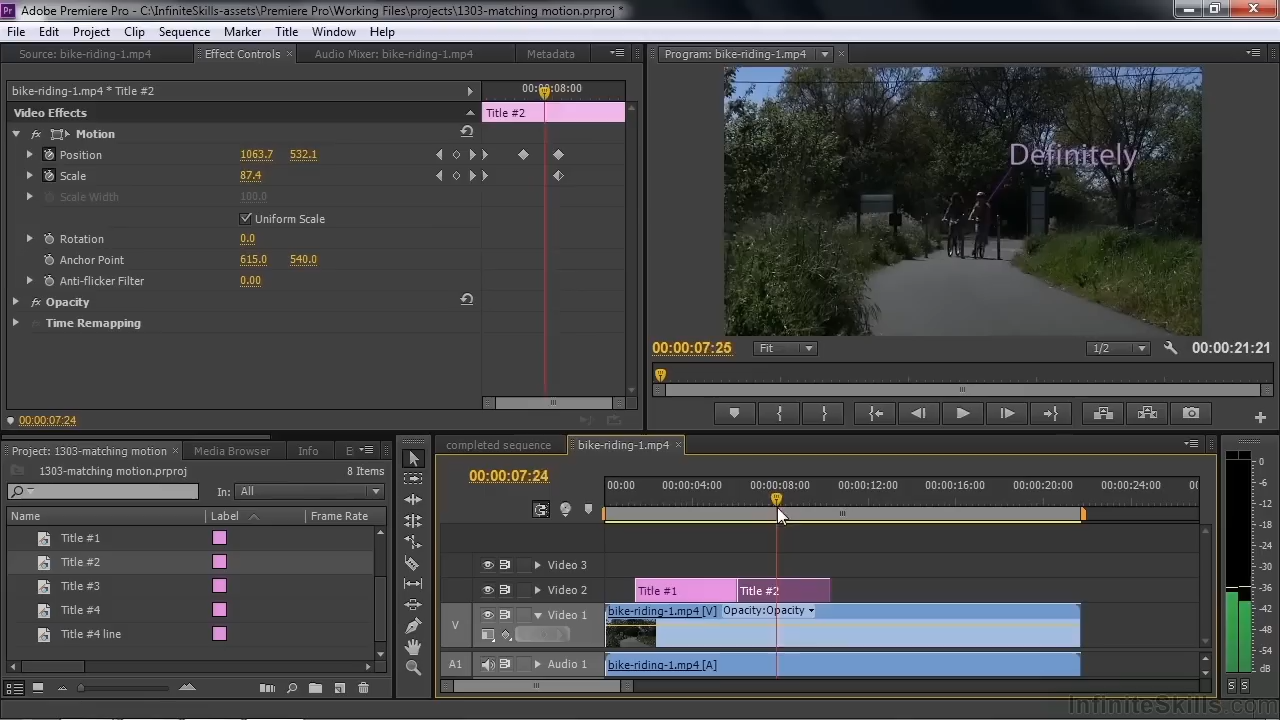 Pr Adobe Premiere Pro - C:\InfiniteSkills-assets\Premiere Pro\Working Files\projects\1303-matching motion.prproj *
File Edit Project Clip Sequence Marker Title Window Help
Source: bike-riding-1.mp4 Effect Controls Audio Mixer: bike-riding-1.mp4 Metadata Program: bike-riding-1.mp4
bike-riding-1.mp4 * Title #2
00:00:08:00
Video Effects
Title #2
fx Motion
Position 1063.7 532.1
Scale 87.4
Scale Width 100.0
Uniform Scale
Rotation 0.0
Anchor Point 615.0 540.0
Anti-flicker Filter 0.00
fx Opacity
Time Remapping
Definitely
00:00:07:25 Fit 1/2 00:00:21:21
00:00:07:24
Project: 1303-matching motion Media Browser Info
1303-matching motion.prproj 8 Items
In: All
Name Label Frame Rate
Title #1
Title #2
Title #3
Title #4
Title #4 line
completed sequence bike-riding-1.mp4
00:00:07:24
00:00 00:00:04:00 00:00:08:00 00:00:12:00 00:00:16:00 00:00:20:00 00:00:24:00 00
Video 3
Video 2 Title #1 Title #2
V Video 1 bike-riding-1.mp4 [V] Opacity:Opacity
A1 Audio 1 bike-riding-1.mp4 [A]
0
-6
-12
-18
-24
-30
-36
-42
-48
-54
S S
InfiniteSkills.com